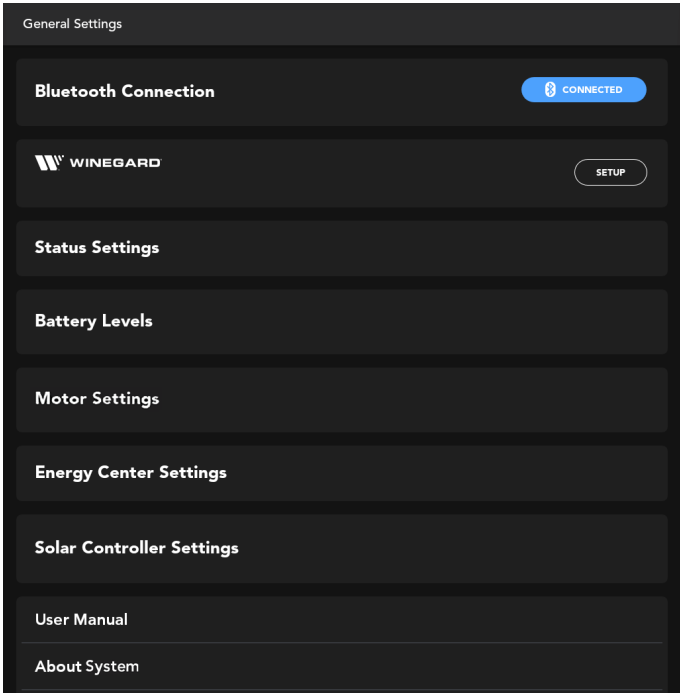 General Settings
Bluetooth Connection
CONNECTED
WINEGARD
SETUP
Status Settings
Battery Levels
Motor Settings
Energy Center Settings
Solar Controller Settings
User Manual
About System